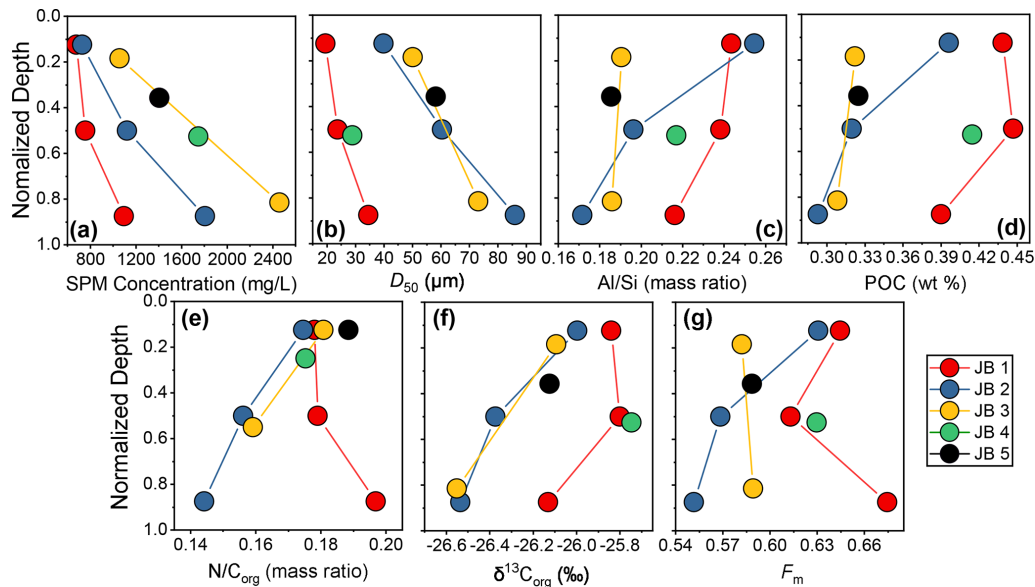 Nomalized Depth
0.0
0.2
0.4
0.6
0.8
1.0
(a)
(b)
(c)
(d)
800 1200 1600 2000 2400
20 30 40 50 60 70 80 90
0.16 0.18 0.20 0.22 0.24 0.26
0.30 0.33 0.36 0.39 0.42 0.45
SPM Concentration (mg/L)
D50 (μm)
Al/Si (mass ratio)
POC (wt %)
Normalized Depth
0.0
0.2
0.4
0.6
0.8
1.0
(e)
(f)
(g)
JB 1
JB 2
JB 3
JB 4
JB 5
0.14 0.16 0.18 0.20
-26.6 -26.4 -26.2 -26.0 -25.8
0.54 0.57 0.60 0.63 0.66
N/Corg (mass ratio)
δ13Corg (‰)
Fm